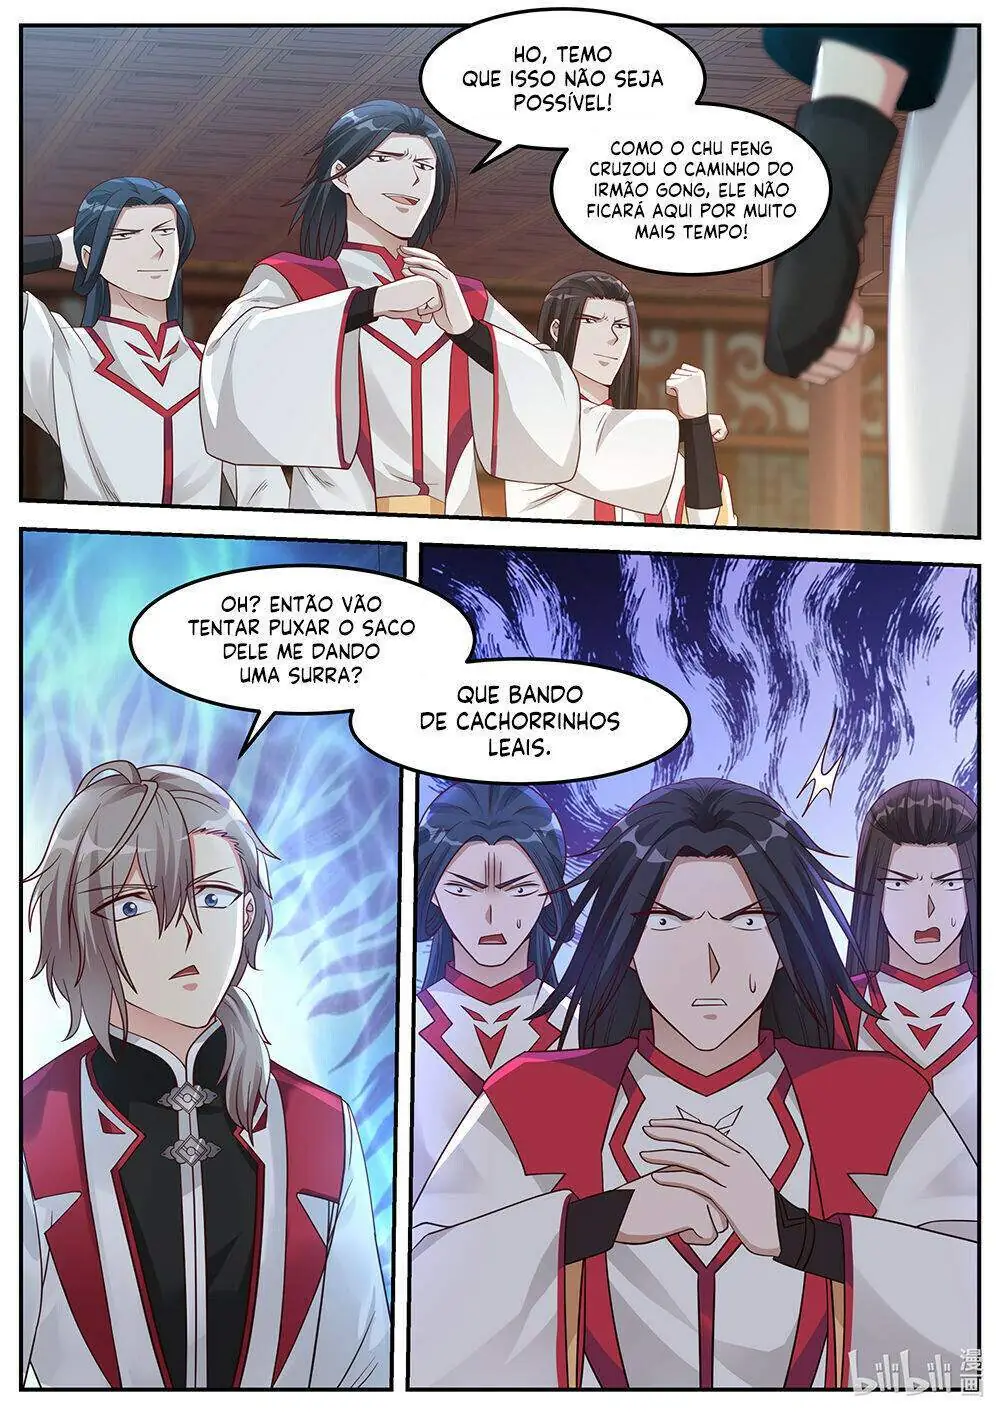 HO, TEMO
QUE ISSO NÃO SEJA
POSSÍVEL!
COMO O CHU FENG
CRUZOU O CAMINHO DO
IRMÃO GONG, ELE NÃO
FICARÁ AQUI POR MUITO
MAIS TEMPO!
OH? ENTÃO VÃO
TENTAR PUXAR O SACO
DELE ME DANDO
UMA SURRA?
QUE BANDO
DE CACHORRINHOS
LEAIS.
bilibili 漫画